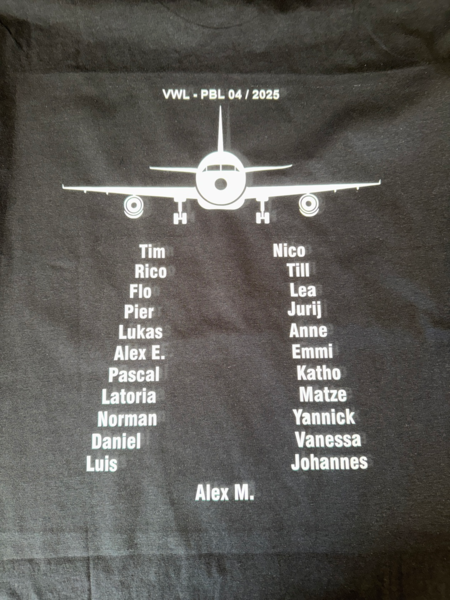 VWL - PBL 04 / 2025
Tim
Rico
Flo
Pier
Lukas
Alex E.
Pascal
Latoria
Norman
Daniel
Luis
Nico
Till
Lea
Jurij
Anne
Emmi
Katho
Matze
Yannick
Vanessa
Johannes
Alex M.